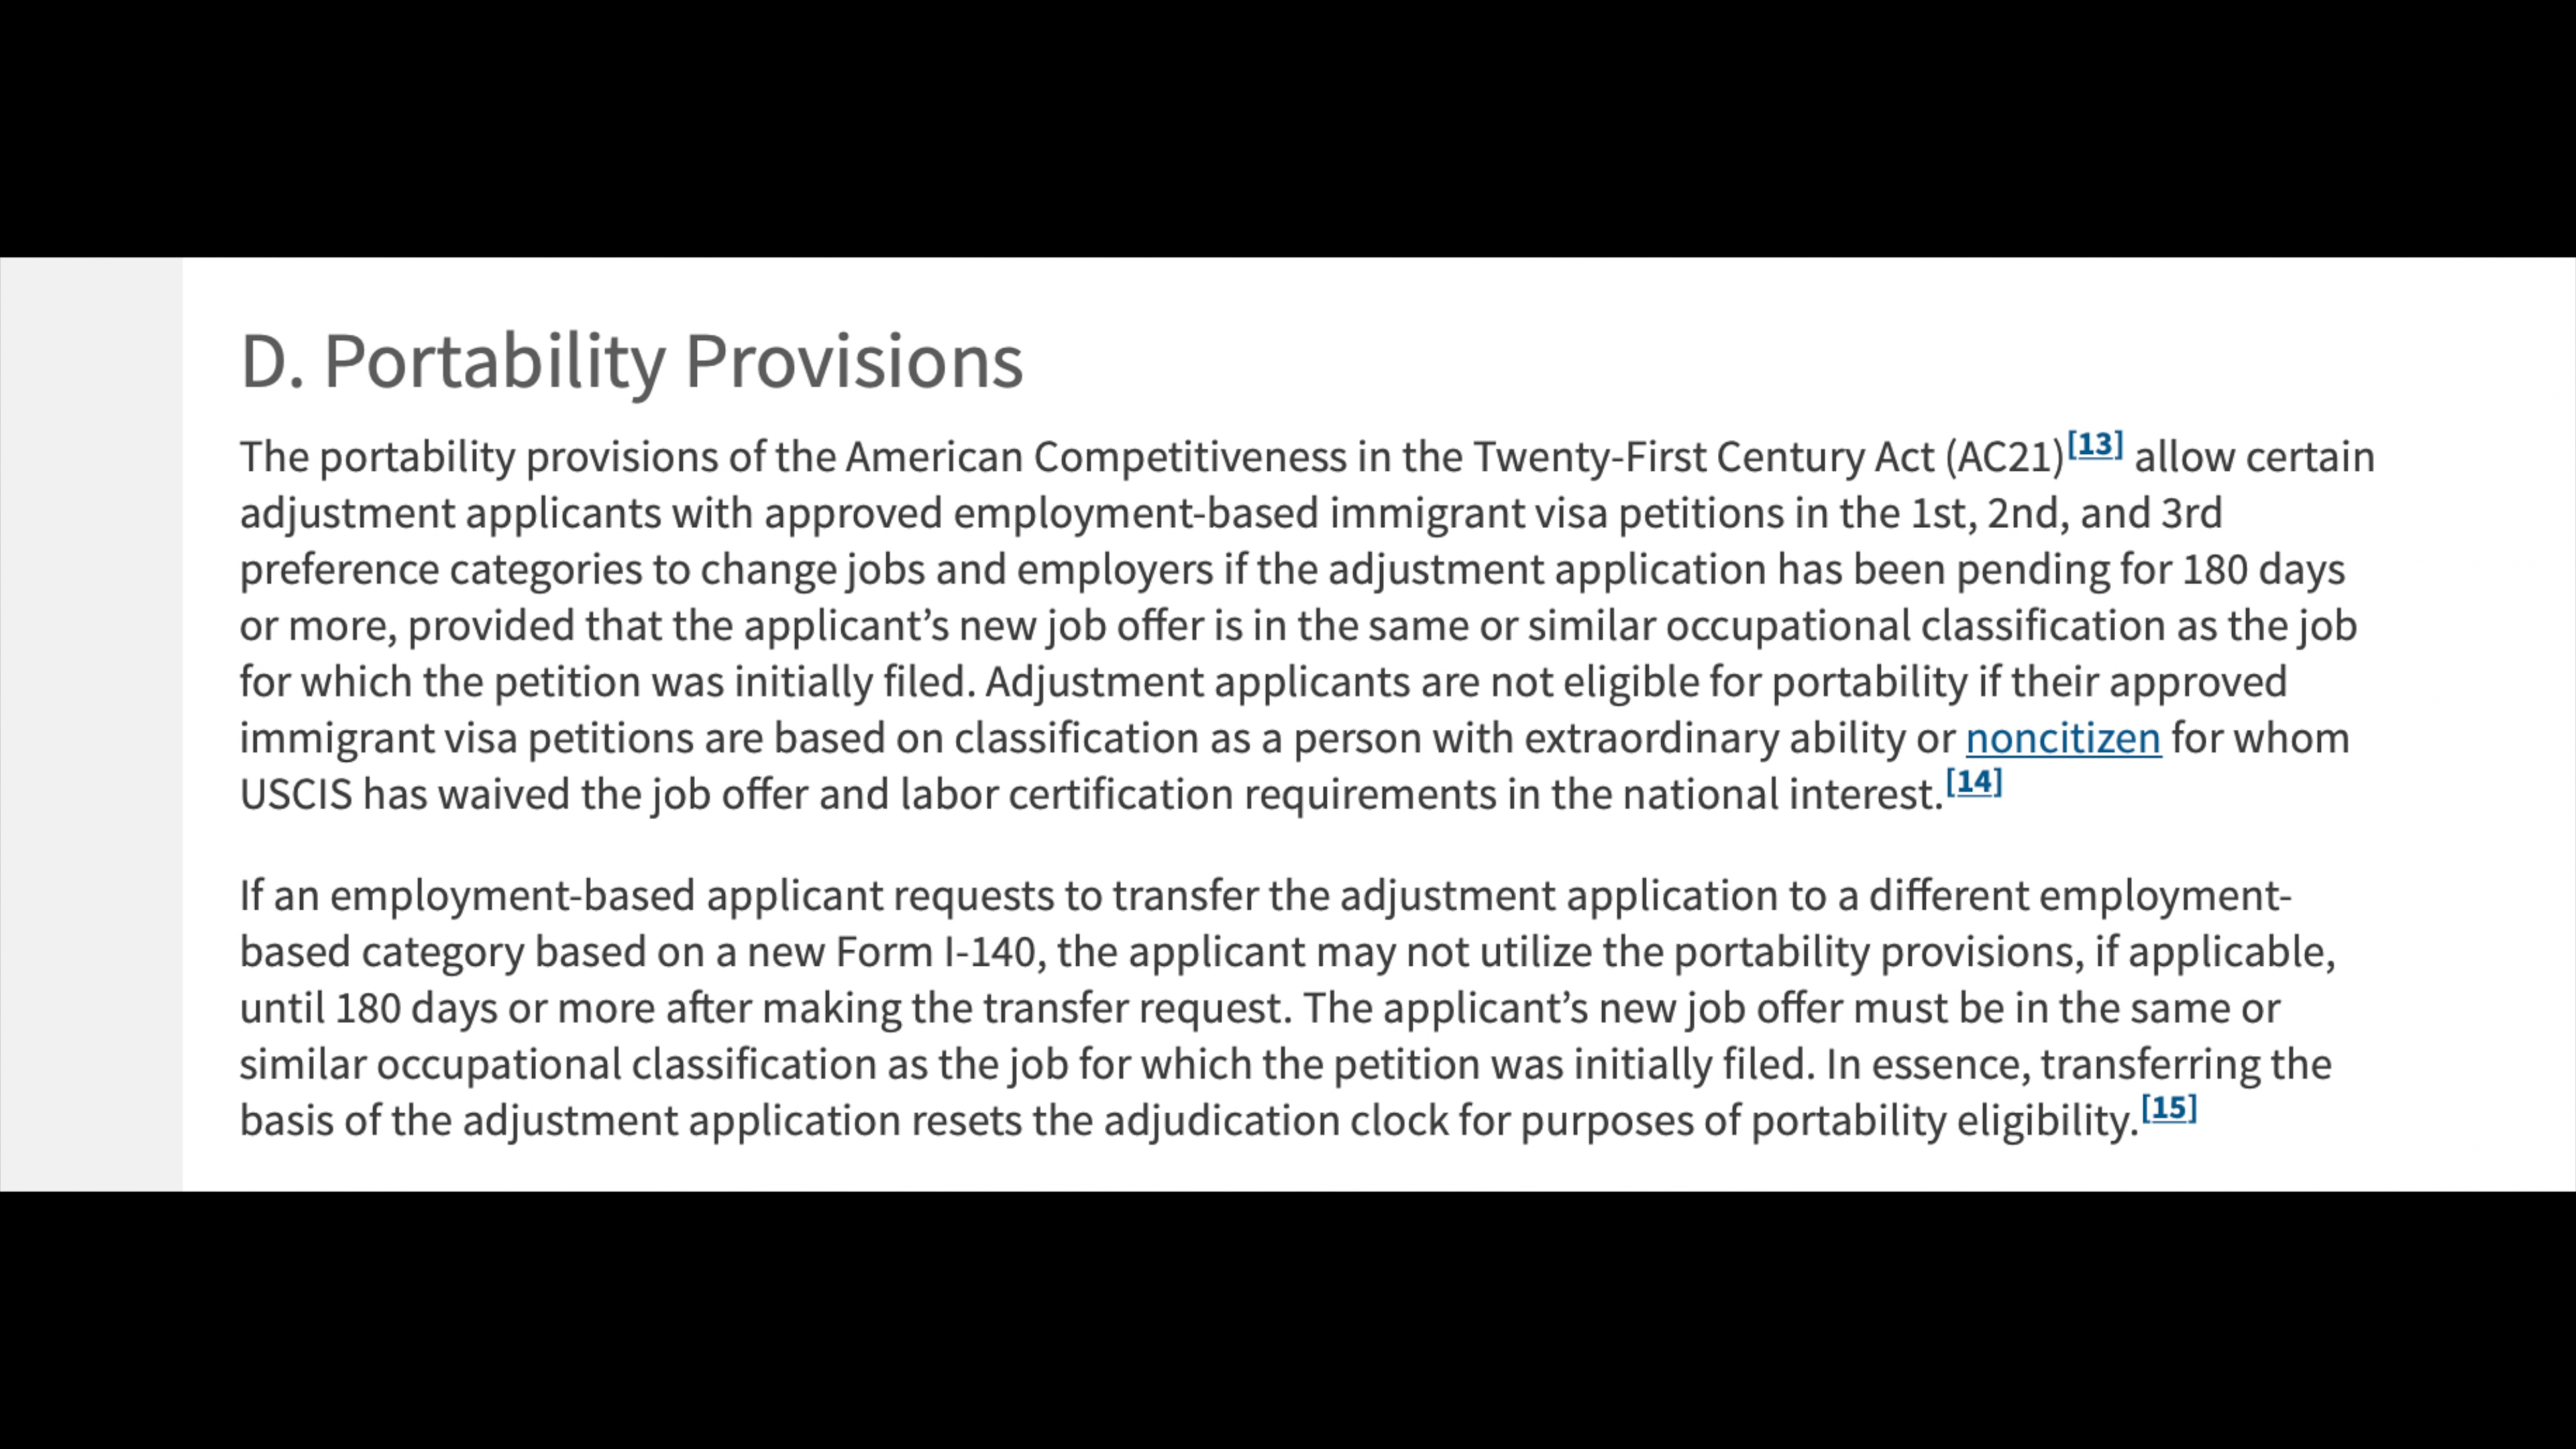 D. Portability Provisions
The portability provisions of the American Competitiveness in the Twenty-First Century Act (AC21)[13] allow certain
adjustment applicants with approved employment-based immigrant visa petitions in the 1st, 2nd, and 3rd
preference categories to change jobs and employers if the adjustment application has been pending for 180 days
or more, provided that the applicant’s new job offer is in the same or similar occupational classification as the job
for which the petition was initially filed. Adjustment applicants are not eligible for portability if their approved
immigrant visa petitions are based on classification as a person with extraordinary ability or noncitizen for whom
USCIS has waived the job offer and labor certification requirements in the national interest.[14]
If an employment-based applicant requests to transfer the adjustment application to a different employment-
based category based on a new Form I-140, the applicant may not utilize the portability provisions, if applicable,
until 180 days or more after making the transfer request. The applicant’s new job offer must be in the same or
similar occupational classification as the job for which the petition was initially filed. In essence, transferring the
basis of the adjustment application resets the adjudication clock for purposes of portability eligibility.[15]